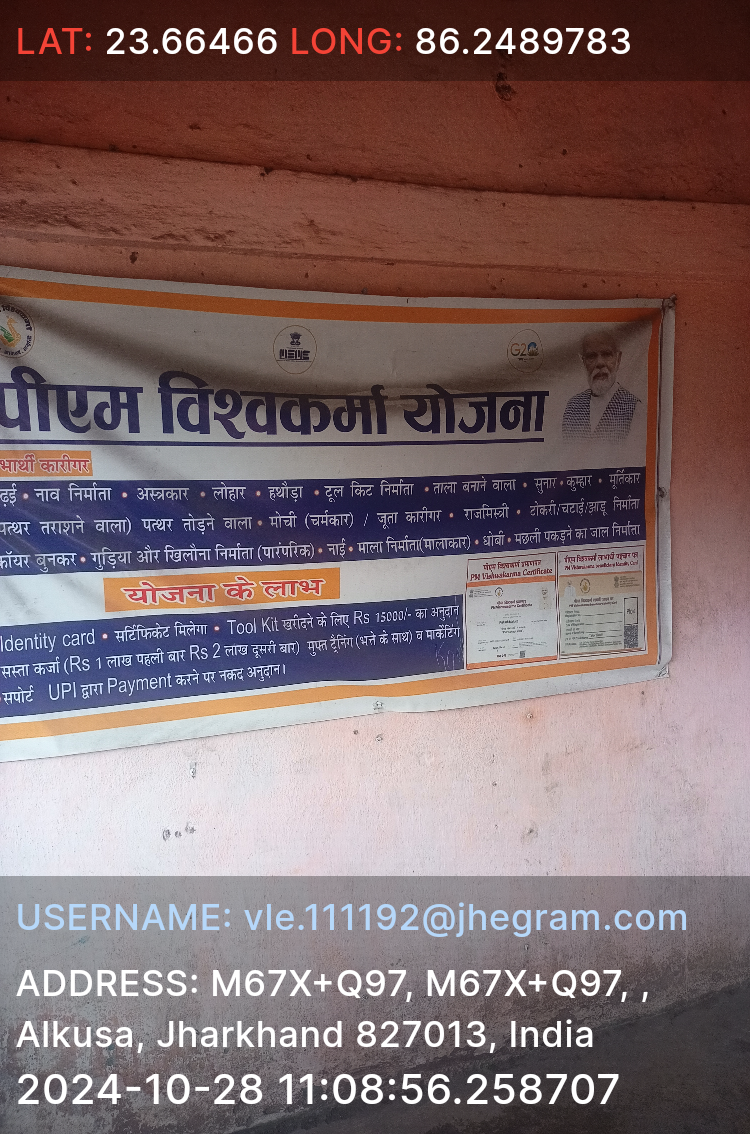 LAT: 23.66466 LONG: 86.2489783
G20
पीएम विश्वकर्मा योजना
भार्थी कारीगर
ढ़ई • नाव निर्माता • अस्त्रकार • लोहार • हथौड़ा • टूल किट निर्माता • ताला बनाने वाला • सुनार • कुम्हार • मूर्तिकार
पत्थर तराशने वाला) पत्थर तोड़ने वाला • मोची (चर्मकार) / जूता कारीगर • राजमिस्त्री • टोकरी/चटाई/झाडू निर्माता
कॉयर बुनकर • गुड़िया और खिलौना निर्माता (पारंपरिक) • नाई • माला निर्माता(मालाकार) • धोबी • मछली पकड़ने का जाल निर्माता
योजना के लाभ
Identity card • सर्टिफिकेट मिलेगा • Tool Kit खरीदने के लिए Rs 15000/- का अनुदान
सस्ता कर्जा (Rs 1 लाख पहली बार Rs 2 लाख दूसरी बार) मुफ्त ट्रैनिंग (भत्ते के साथ) व मार्केटिंग
सपोर्ट UPI द्वारा Payment करने पर नकद अनुदान।
पीएम विश्वकर्मा प्रमाणपत्र
PM Vishwakarma Certificate
USERNAME: vle.111192@jhegram.com
ADDRESS: M67X+Q97, M67X+Q97, ,
Alkusa, Jharkhand 827013, India
2024-10-28 11:08:56.258707